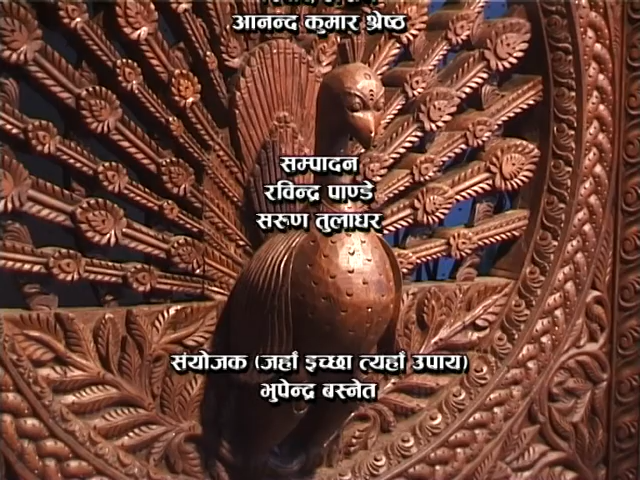 आनन्द कुमार श्रेष्ठ
सम्पादन
रविन्द्र पाण्डे
सरुण तुलाधर
संयोजक (जहाँ इच्छा त्यहाँ उपाय)
भुपेन्द्र बस्नेत